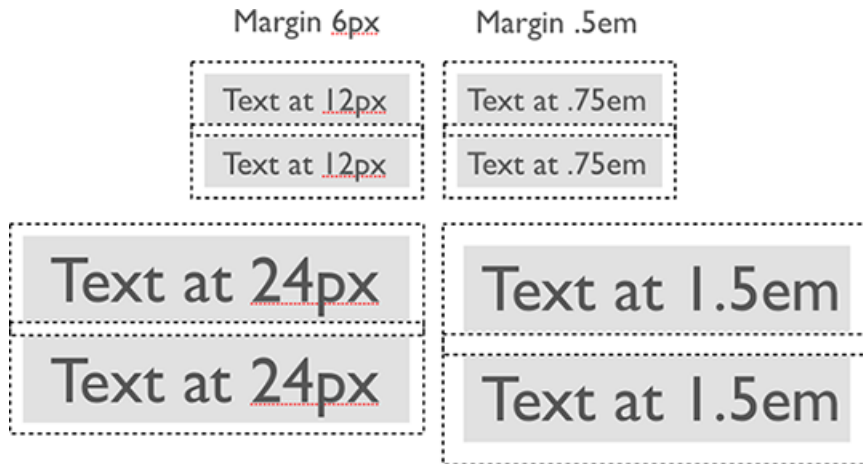 Margin 6px Margin .5em
Text at 12px Text at .75em
Text at 12px Text at .75em
Text at 24px Text at 1.5em
Text at 24px Text at 1.5em